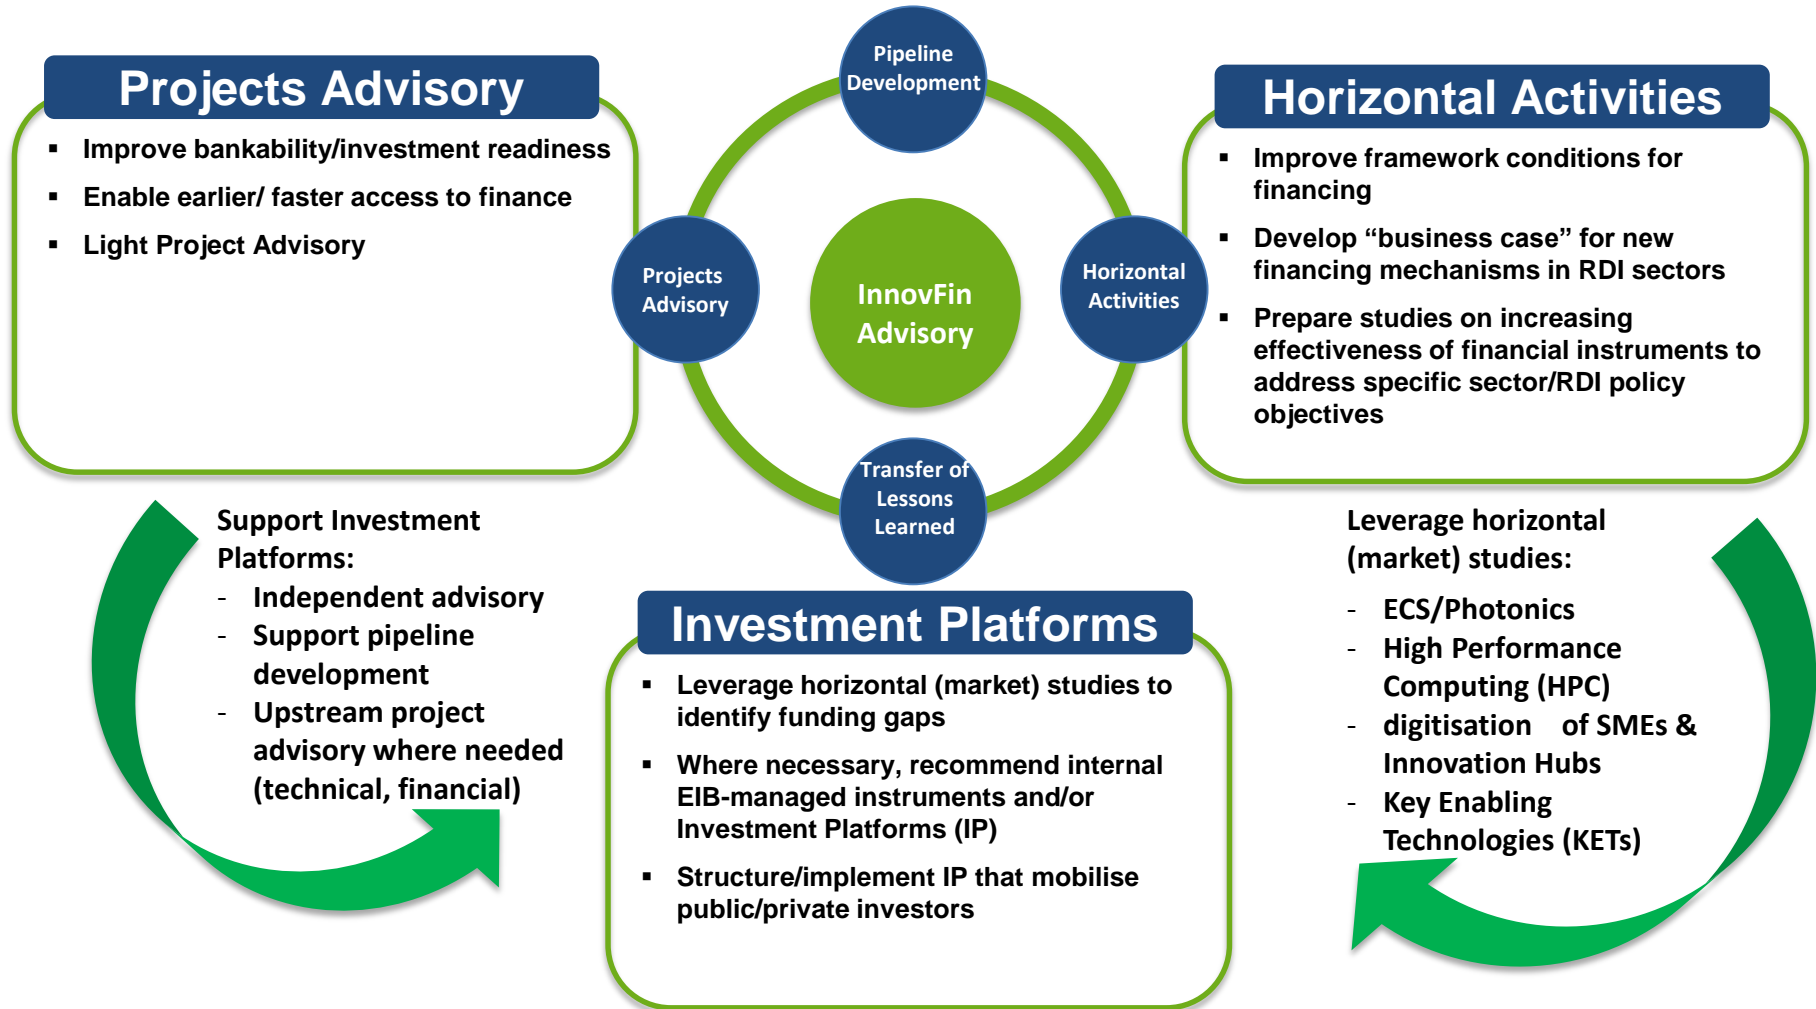 Projects Advisory
▪ Improve bankability/investment readiness
▪ Enable earlier/ faster access to finance
▪ Light Project Advisory
Pipeline
Development
Projects
Advisory
InnovFin
Advisory
Horizontal
Activities
Transfer of
Lessons
Learned
Horizontal Activities
▪ Improve framework conditions for
financing
▪ Develop “business case” for new
financing mechanisms in RDI sectors
▪ Prepare studies on increasing
effectiveness of financial instruments to
address specific sector/RDI policy
objectives
Support Investment
Platforms:
- Independent advisory
- Support pipeline
development
- Upstream project
advisory where needed
(technical, financial)
Investment Platforms
▪ Leverage horizontal (market) studies to
identify funding gaps
▪ Where necessary, recommend internal
EIB-managed instruments and/or
Investment Platforms (IP)
▪ Structure/implement IP that mobilise
public/private investors
Leverage horizontal
(market) studies:
- ECS/Photonics
- High Performance
Computing (HPC)
- digitisation of SMEs &
Innovation Hubs
- Key Enabling
Technologies (KETs)